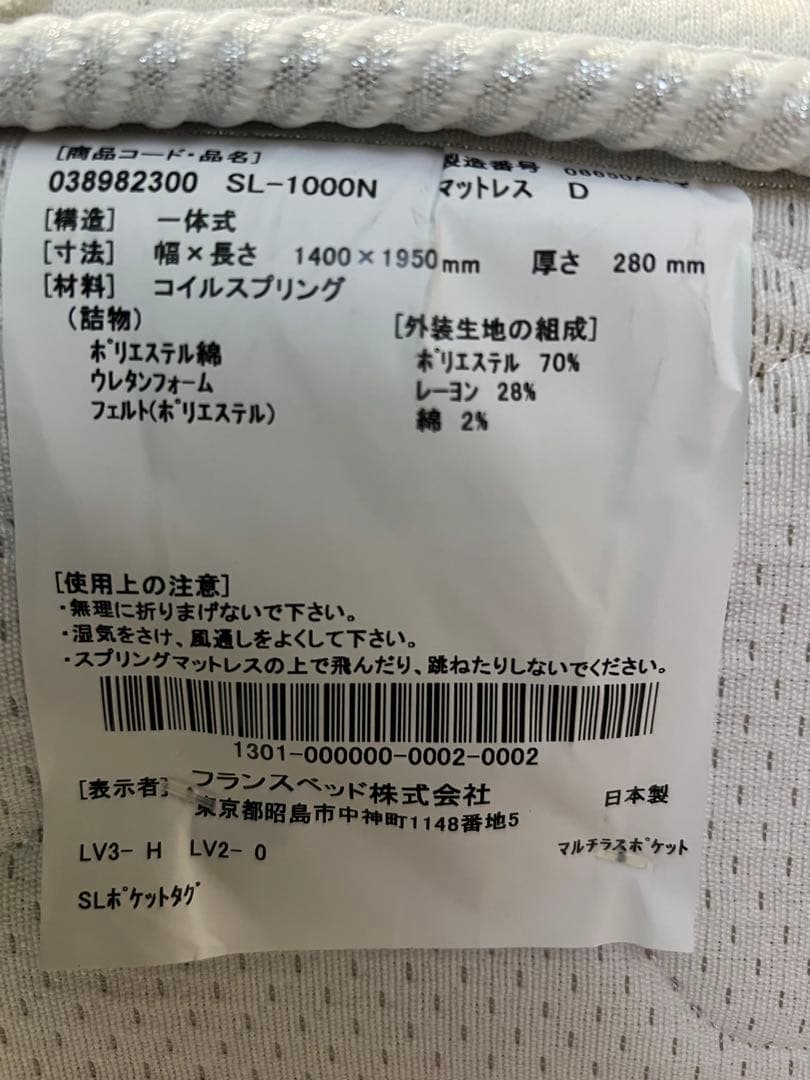 [商品コード・品名] 製造番号
038982300 SL-1000N マットレス D
[構造] 一体式
[寸法] 幅×長さ 1400×1950mm 厚さ 280 mm
[材料] コイルスプリング
(詰物) [外装生地の組成]
ポリエステル綿 ポリエステル 70%
ウレタンフォーム レーヨン 28%
フェルト(ポリエステル) 綿 2%
[使用上の注意]
・無理に折りまげないで下さい。
・湿気をさけ、風通しをよくして下さい。
・スプリングマットレスの上で飛んだり、跳ねたりしないでください。
1301-000000-0002-0002
[表示者] フランスベッド株式会社 日本製
東京都昭島市中神町1148番地5
LV3- H LV2- 0 マルチラスポケット
SLポケットタグ